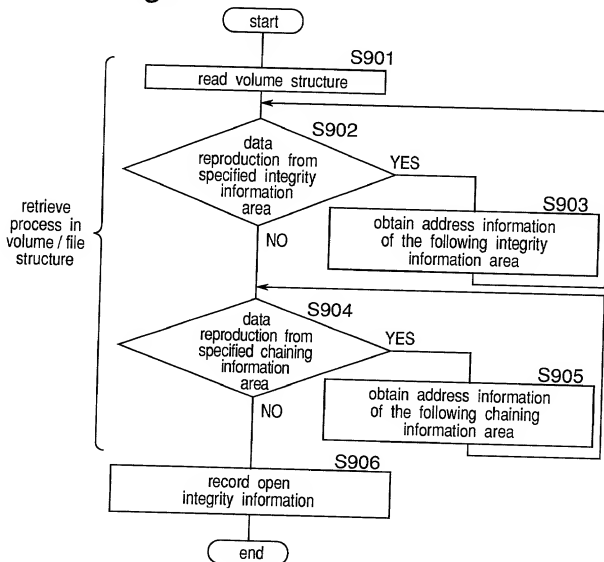 start
S901
read volume structure
S902
data
reproduction from
specified integrity
information
area
YES
NO
S903
obtain address information
of the following integrity
information area
retrieve
process in
volume / file
structure
S904
data
reproduction from
specified chaining
information
area
YES
NO
S905
obtain address information
of the following chaining
information area
S906
record open
integrity information
end